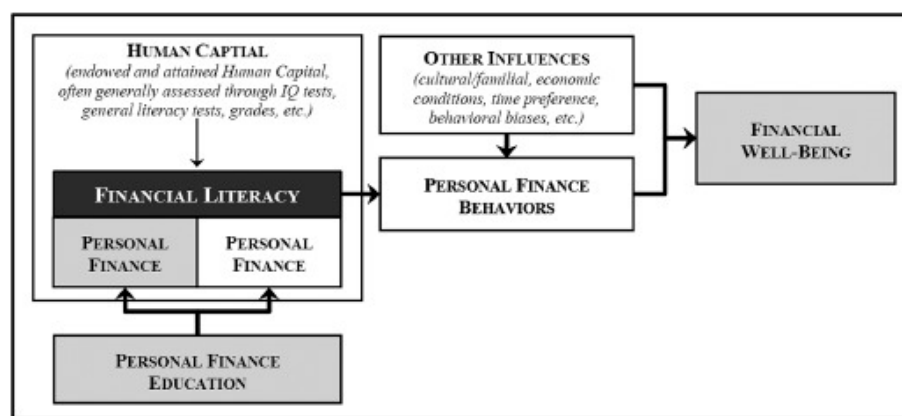 HUMAN CAPTIAL
(endowed and attained Human Capital,
often generally assessed through IQ tests,
general literacy tests, grades, etc.)
FINANCIAL LITERACY
PERSONAL
FINANCE
PERSONAL
FINANCE
PERSONAL FINANCE
EDUCATION
OTHER INFLUENCES
(cultural/familial, economic
conditions, time preference,
behavioral biases, etc.)
PERSONAL FINANCE
BEHAVIORS
FINANCIAL
WELL-BEING